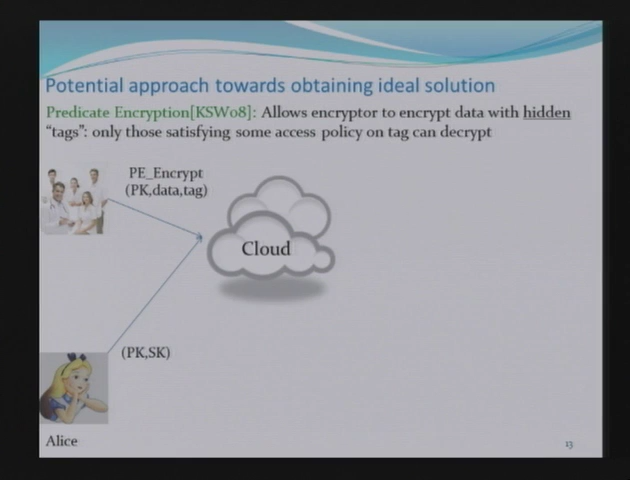 Potential approach towards obtaining ideal solution
Predicate Encryption[KSW08]: Allows encryptor to encrypt data with hidden
“tags”: only those satisfying some access policy on tag can decrypt
PE_Encrypt
(PK,data,tag)
Cloud
(PK,SK)
Alice
13